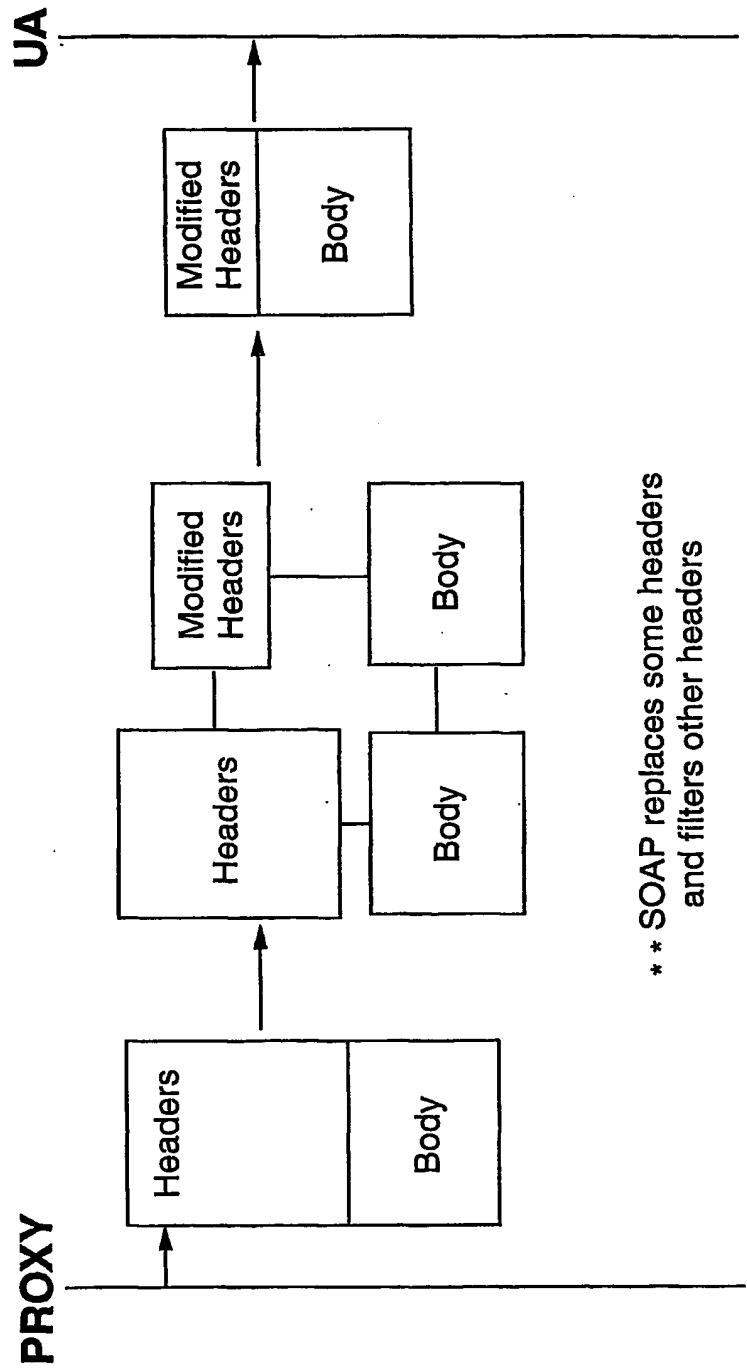 PROXY
UA
Headers
Body
Headers
Body
Modified
Headers
Body
Modified
Headers
Body
* * SOAP replaces some headers
and filters other headers